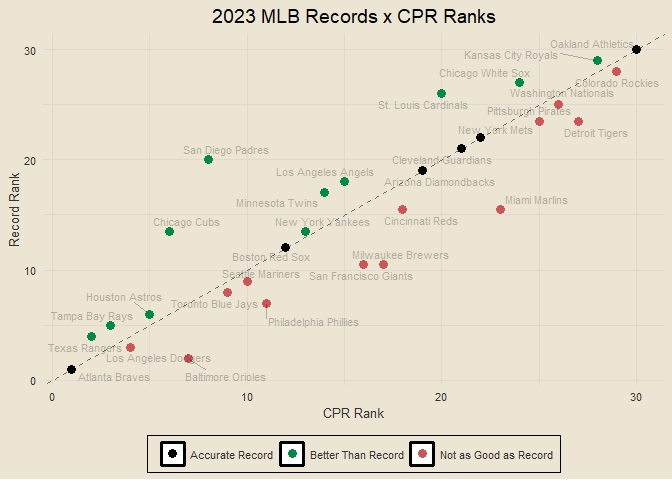 2023 MLB Records x CPR Ranks
Oakland Athletics
Kansas City Royals
Chicago White Sox
Colorado Rockies
Washington Nationals
St. Louis Cardinals
Pittsburgh Pirates
New York Mets
Detroit Tigers
San Diego Padres
Cleveland Guardians
Los Angeles Angels
Arizona Diamondbacks
Minnesota Twins
Miami Marlins
Chicago Cubs
New York Yankees
Cincinnati Reds
Boston Red Sox
Milwaukee Brewers
Seattle Mariners
San Francisco Giants
Houston Astros
Toronto Blue Jays
Tampa Bay Rays
Philadelphia Phillies
Texas Rangers
Los Angeles Dodgers
Atlanta Braves
Baltimore Orioles
30
20
10
0
Record Rank
0 10 20 30
CPR Rank
Accurate Record Better Than Record Not as Good as Record